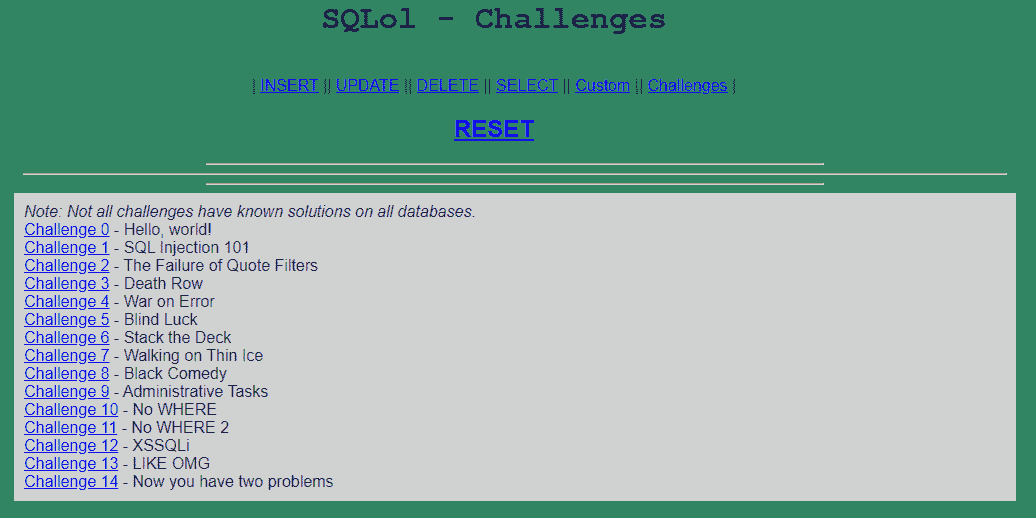 SQLol - Challenges
| INSERT || UPDATE || DELETE || SELECT || Custom || Challenges |
RESET
Note: Not all challenges have known solutions on all databases.
Challenge 0 - Hello, world!
Challenge 1 - SQL Injection 101
Challenge 2 - The Failure of Quote Filters
Challenge 3 - Death Row
Challenge 4 - War on Error
Challenge 5 - Blind Luck
Challenge 6 - Stack the Deck
Challenge 7 - Walking on Thin Ice
Challenge 8 - Black Comedy
Challenge 9 - Administrative Tasks
Challenge 10 - No WHERE
Challenge 11 - No WHERE 2
Challenge 12 - XSSQLi
Challenge 13 - LIKE OMG
Challenge 14 - Now you have two problems